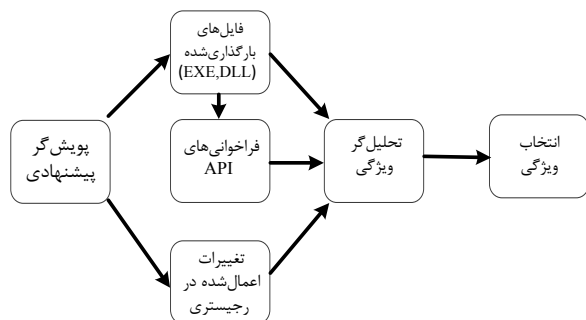 فایل‌های
بارگذاری‌شده
(EXE,DLL)
پویش‌گر
پیشنهادی
فراخوانی‌های
API
تحلیل‌گر
ویژگی
انتخاب
ویژگی
تغییرات
اعمال‌شده در
رجیستری